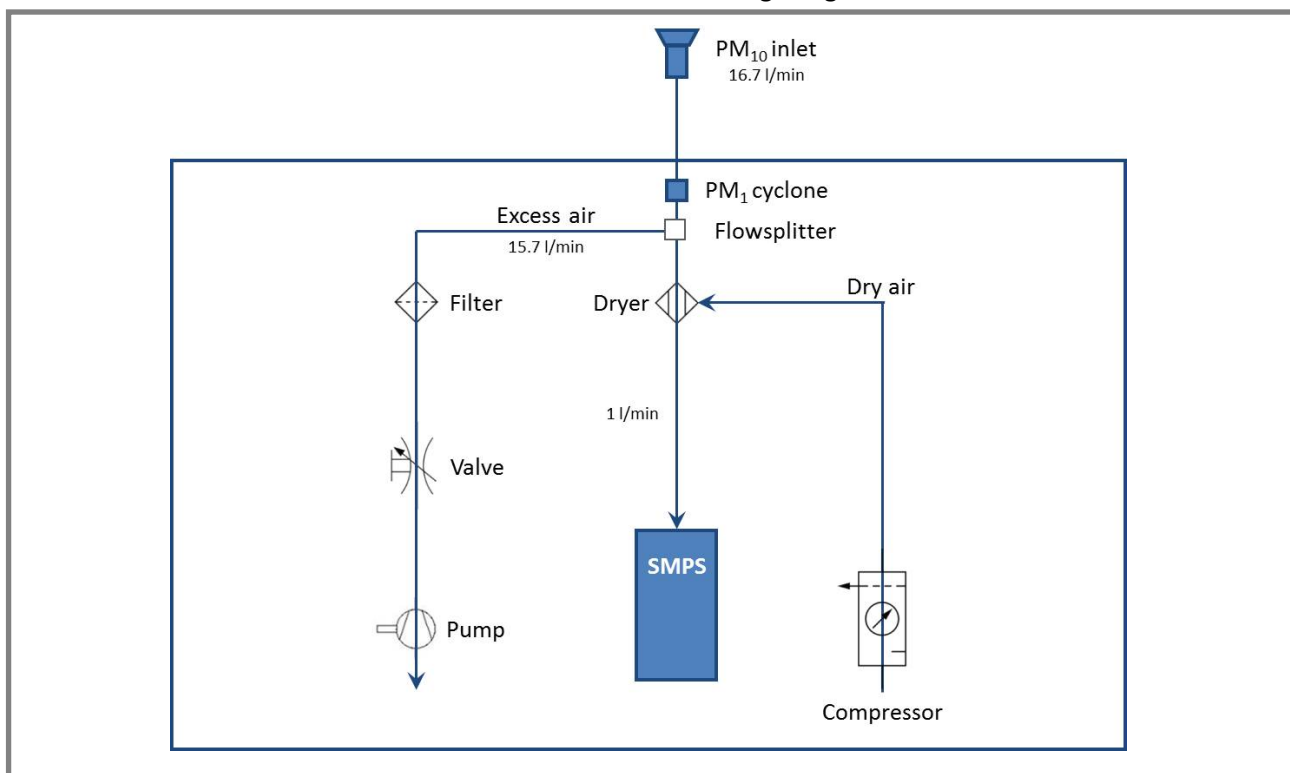 PM₁₀ inlet
16.7 l/min
PM₁ cyclone
Excess air
Flowsplitter
15.7 l/min
Dry air
Filter
Dryer
1 l/min
Valve
SMPS
Pump
Compressor